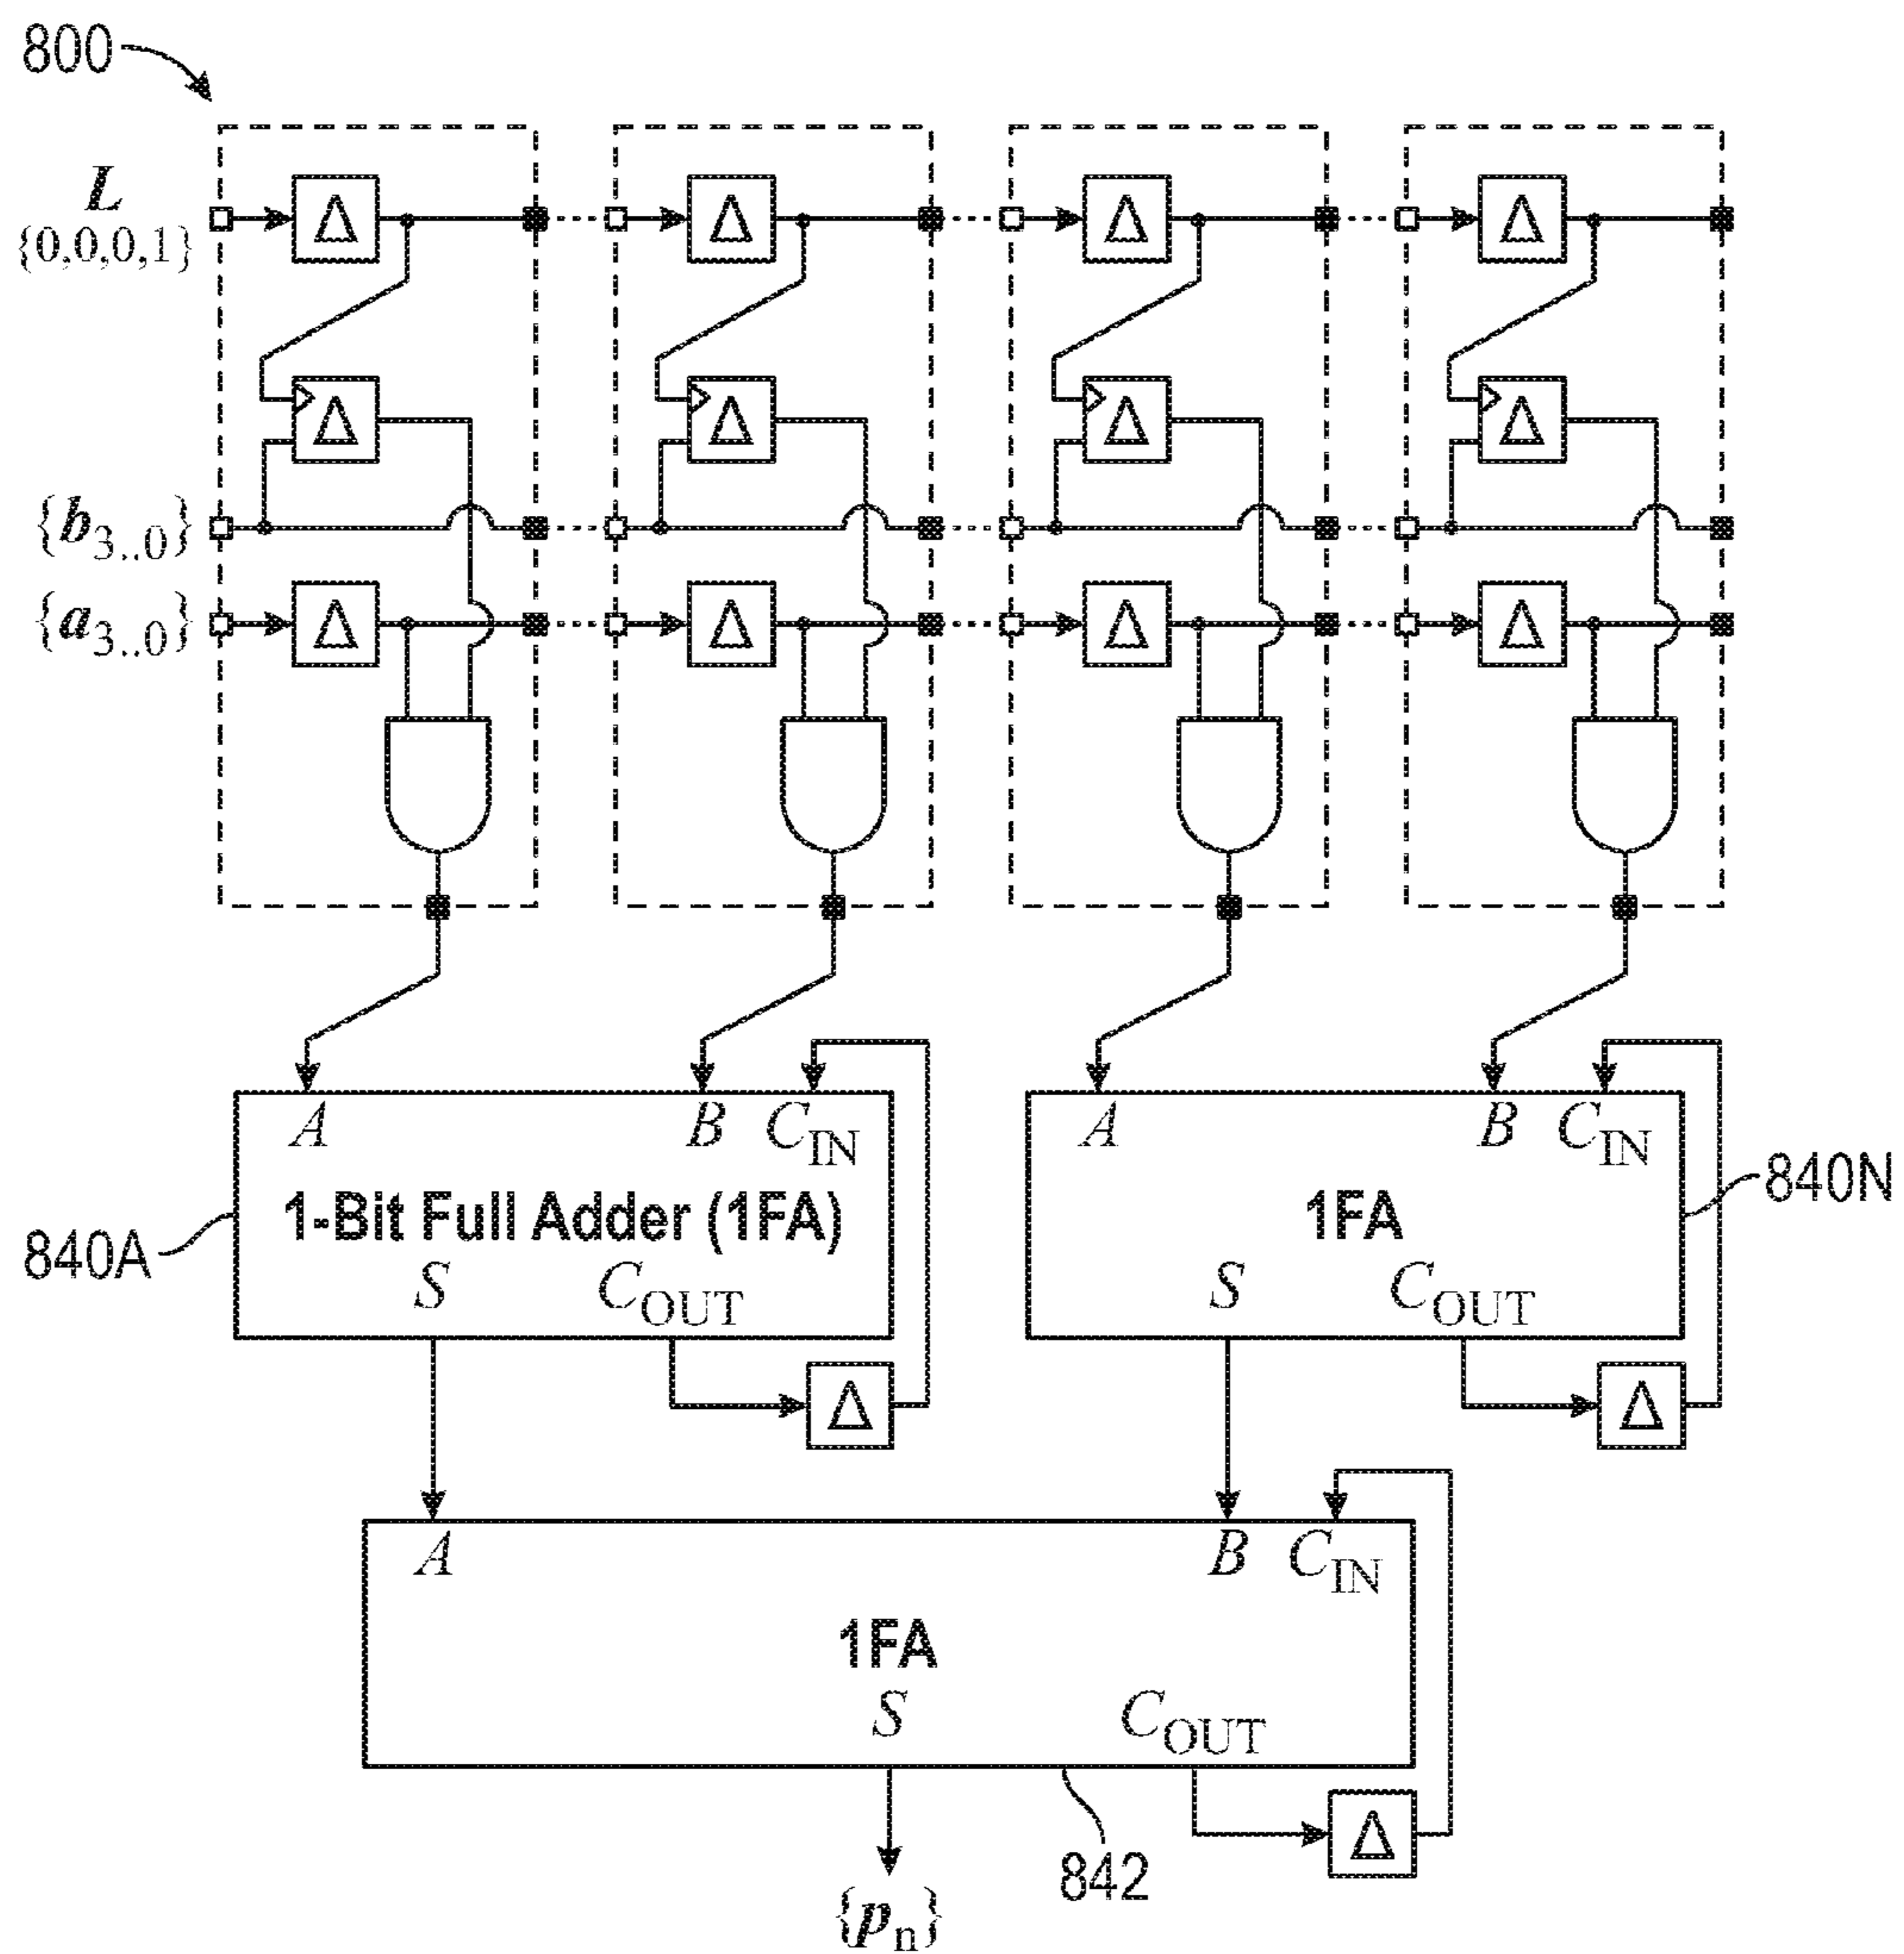 800
L
{0,0,0,1}
Δ Δ Δ Δ
Δ Δ Δ Δ
{b3..0}
{a3..0}
Δ Δ Δ Δ
A B CIN
A B CIN
840N
1-Bit Full Adder (1FA)
1FA
840A
S COUT
S COUT
Δ
Δ
A B CIN
1FA
S COUT
Δ
842
{pn}